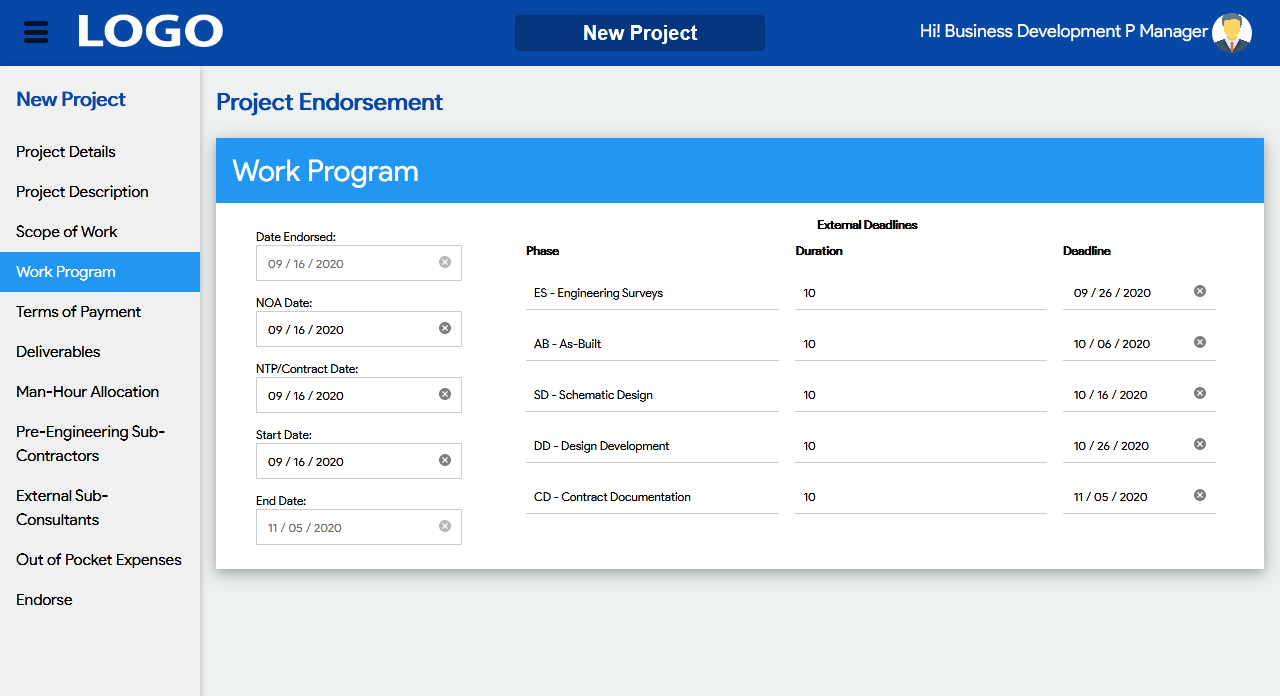 LOGO
New Project
Hi! Business Development P Manager
New Project
Project Details
Project Description
Scope of Work
Work Program
Terms of Payment
Deliverables
Man-Hour Allocation
Pre-Engineering Sub-
Contractors
External Sub-
Consultants
Out of Pocket Expenses
Endorse
Project Endorsement
Work Program
Date Endorsed:
09 / 16 / 2020
NOA Date:
09 / 16 / 2020
NTP/Contract Date:
09 / 16 / 2020
Start Date:
09 / 16 / 2020
End Date:
11 / 05 / 2020
External Deadlines
Phase Duration Deadline
ES - Engineering Surveys 10 09 / 26 / 2020
AB - As-Built 10 10 / 06 / 2020
SD - Schematic Design 10 10 / 16 / 2020
DD - Design Development 10 10 / 26 / 2020
CD - Contract Documentation 10 11 / 05 / 2020